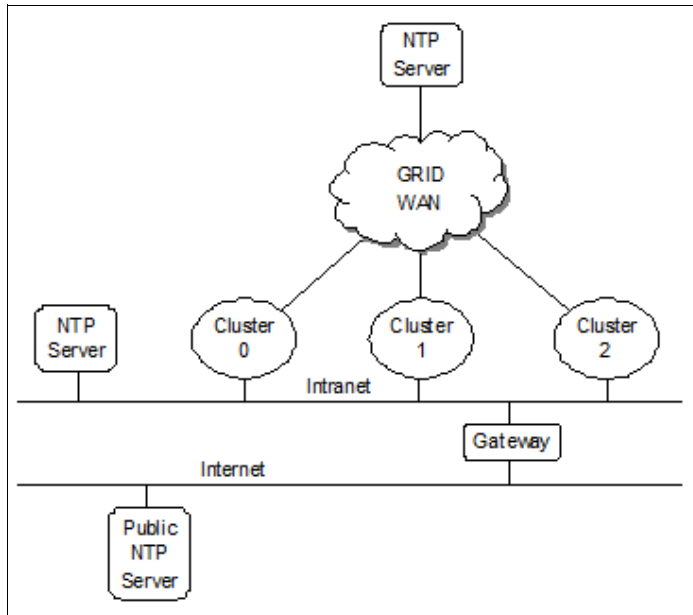 NTP
Server
GRID
WAN
NTP
Server
Cluster
0
Cluster
1
Cluster
2
Intranet
Gateway
Internet
Public
NTP
Server